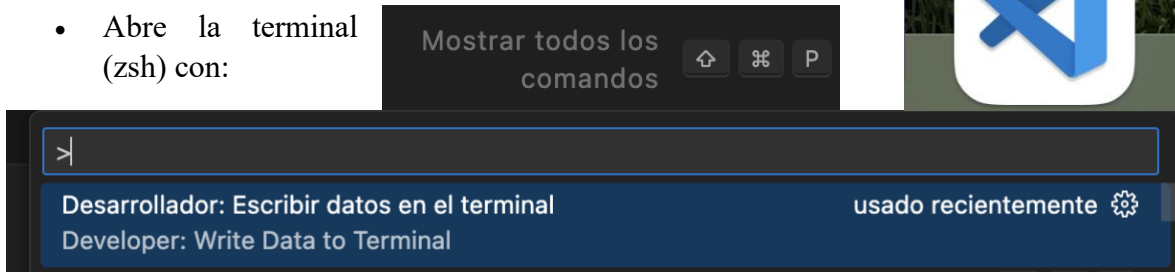 • Abre la terminal
(zsh) con:
Mostrar todos los
comandos ⇧ ⌘ P
>
Desarrollador: Escribir datos en el terminal usado recientemente
Developer: Write Data to Terminal